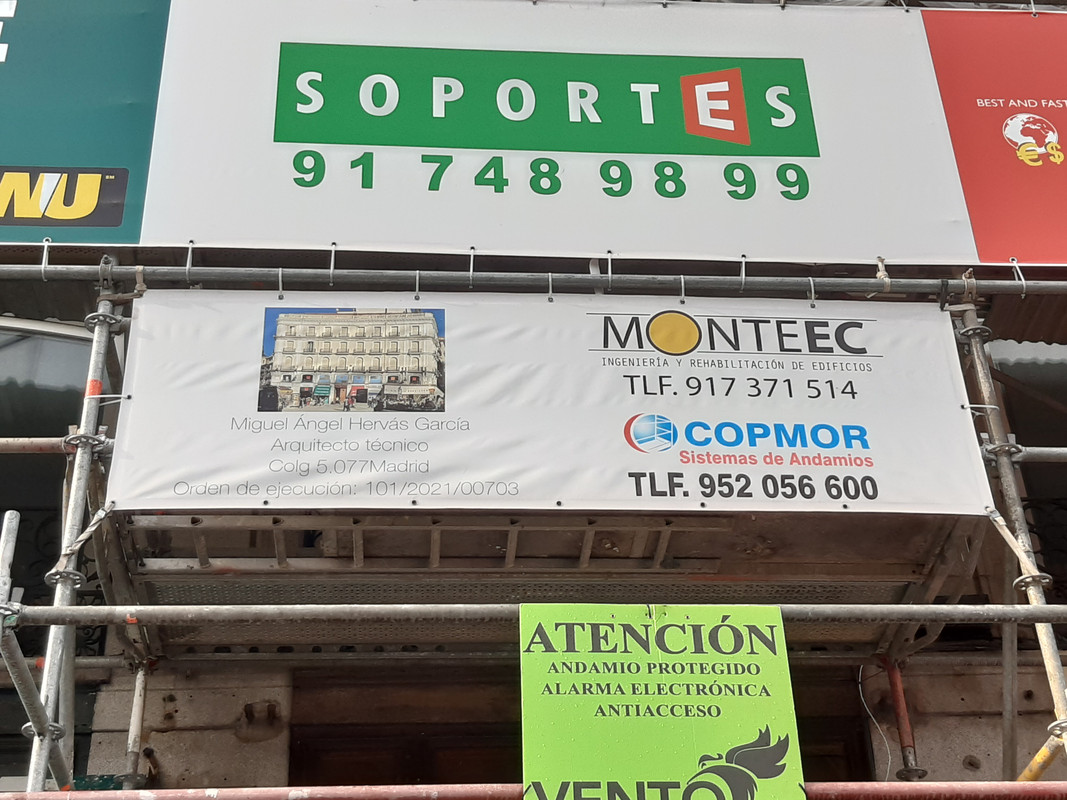 SOPORTES
91 748 98 99
WU
BEST AND FAST
Miguel Ángel Hervás García
Arquitecto técnico
Colg 5.077Madrid
Orden de ejecución: 101/2021/00703
MONTEEC
INGENIERÍA Y REHABILITACIÓN DE EDIFICIOS
TLF. 917 371 514
COPMOR
Sistemas de Andamios
TLF. 952 056 600
ATENCIÓN
ANDAMIO PROTEGIDO
ALARMA ELECTRÓNICA
ANTIACCESO
VENTO